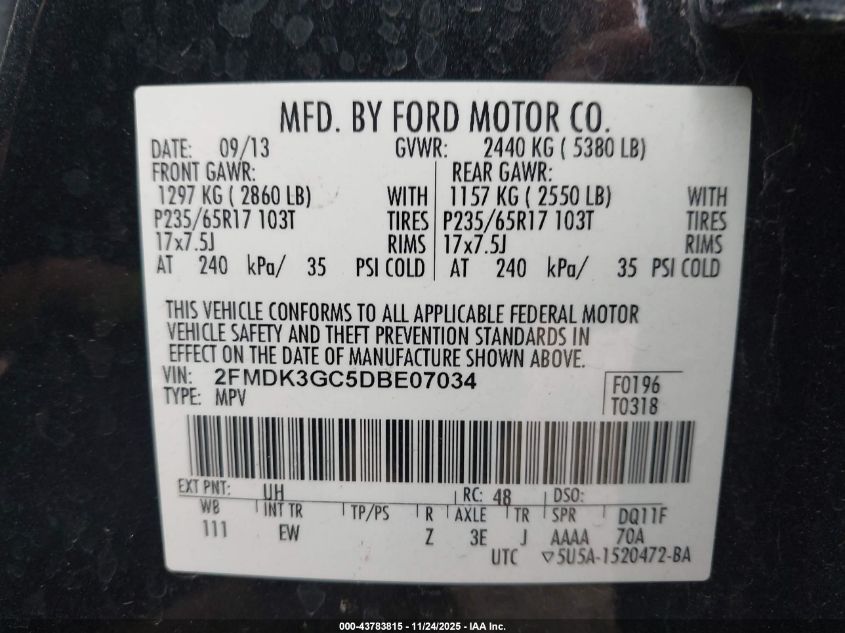 MFD. BY FORD MOTOR CO.
DATE: 09/13 GVWR: 2440 KG ( 5380 LB)
FRONT GAWR: REAR GAWR:
1297 KG ( 2860 LB) WITH 1157 KG ( 2550 LB) WITH
P235/65R17 103T TIRES P235/65R17 103T TIRES
17x7.5J RIMS 17x7.5J RIMS
AT 240 kPa/ 35 PSI COLD AT 240 kPa/ 35 PSI COLD
THIS VEHICLE CONFORMS TO ALL APPLICABLE FEDERAL MOTOR
VEHICLE SAFETY AND THEFT PREVENTION STANDARDS IN
EFFECT ON THE DATE OF MANUFACTURE SHOWN ABOVE.
VIN: 2FMDK3GC5DBE07034 F0196
TYPE: MPV T0318
EXT PNT: UH RC: 48 DSO:
WB INT TR TP/PS R AXLE TR SPR DQ11F
111 EW Z 3E J AAAA 70A
UTC ▽5U5A-1520472-BA
000-43783815 - 11/24/2025 - IAA Inc.